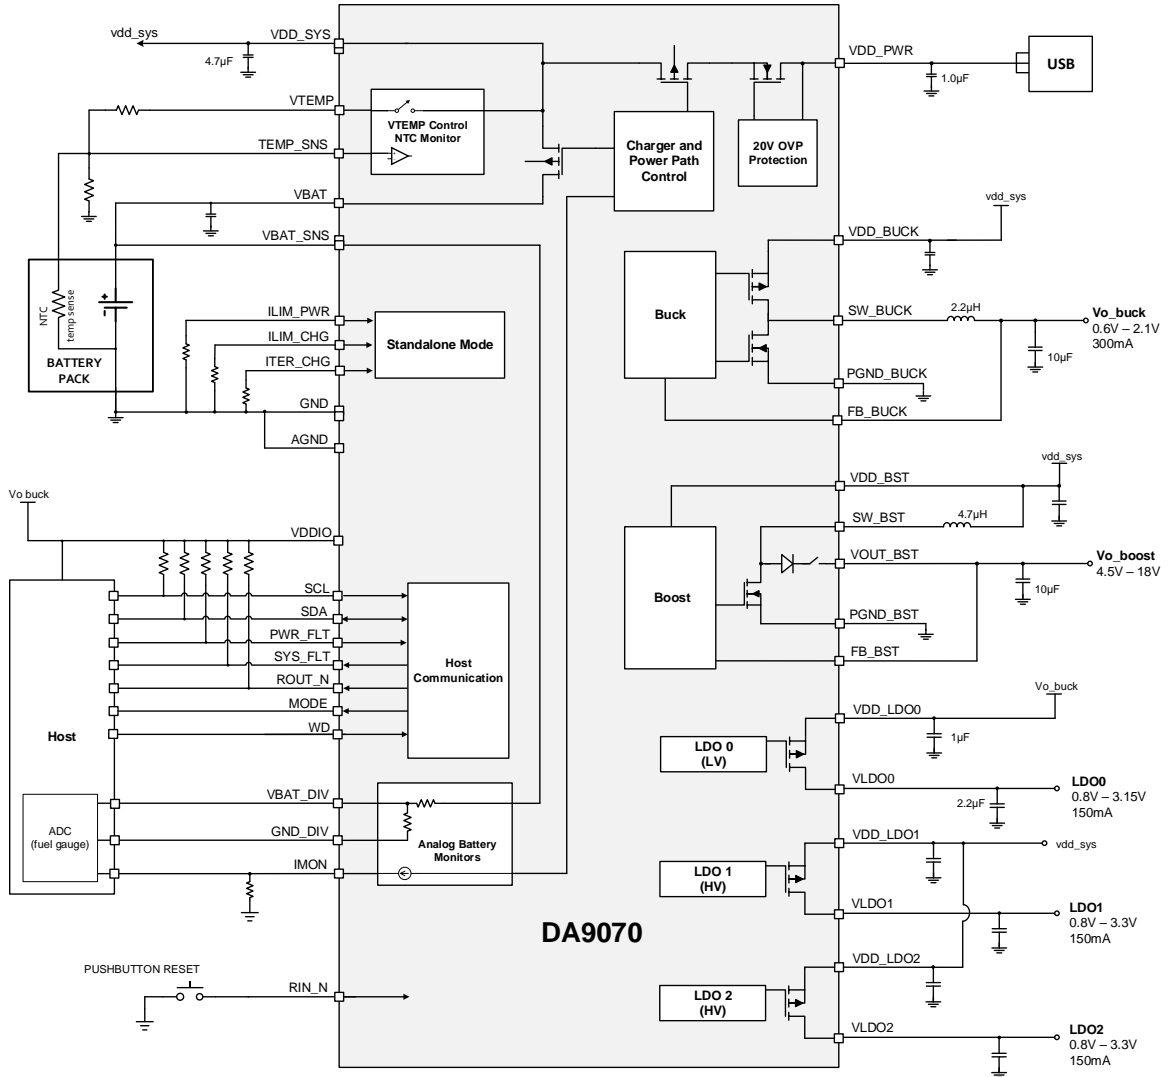 vdd_sys
VDD_SYS
4.7µF
VTEMP
VTEMP Control
NTC Monitor
TEMP_SNS
VBAT
VBAT_SNS
NTC
temp sense
+
-
BATTERY
PACK
ILIM_PWR
ILIM_CHG
ITER_CHG
Standalone Mode
GND
AGND
Charger and
Power Path
Control
20V OVP
Protection
VDD_PWR
1.0µF
USB
vdd_sys
VDD_BUCK
Buck
SW_BUCK
2.2µH
Vo_buck
0.6V – 2.1V
300mA
10µF
PGND_BUCK
FB_BUCK
vdd_sys
VDD_BST
SW_BST
4.7µH
VOUT_BST
Vo_boost
4.5V – 18V
10µF
Boost
PGND_BST
FB_BST
Vo buck
VDDIO
SCL
SDA
PWR_FLT
SYS_FLT
ROUT_N
MODE
WD
Host
Communication
Host
ADC
(fuel gauge)
VBAT_DIV
GND_DIV
IMON
Analog Battery
Monitors
Vo_buck
VDD_LDO0
1µF
LDO 0
(LV)
VLDO0
2.2µF
LDO0
0.8V – 3.15V
150mA
VDD_LDO1
vdd_sys
LDO 1
(HV)
VLDO1
LDO1
0.8V – 3.3V
150mA
DA9070
VDD_LDO2
LDO 2
(HV)
VLDO2
LDO2
0.8V – 3.3V
150mA
PUSHBUTTON RESET
RIN_N